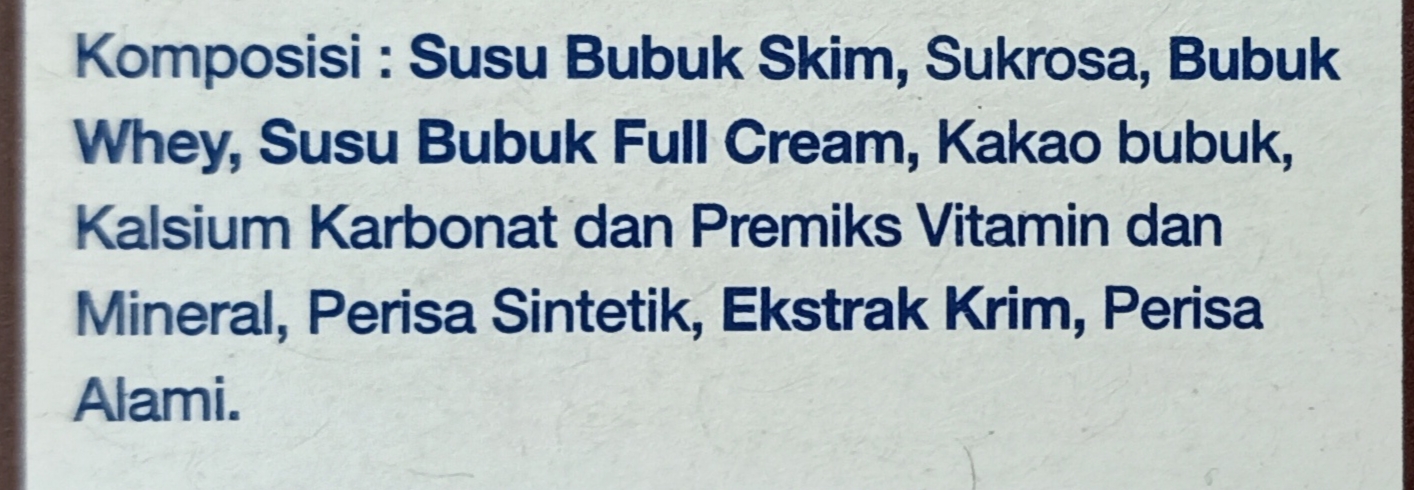 Komposisi : Susu Bubuk Skim, Sukrosa, Bubuk
Whey, Susu Bubuk Full Cream, Kakao bubuk,
Kalsium Karbonat dan Premiks Vitamin dan
Mineral, Perisa Sintetik, Ekstrak Krim, Perisa
Alami.